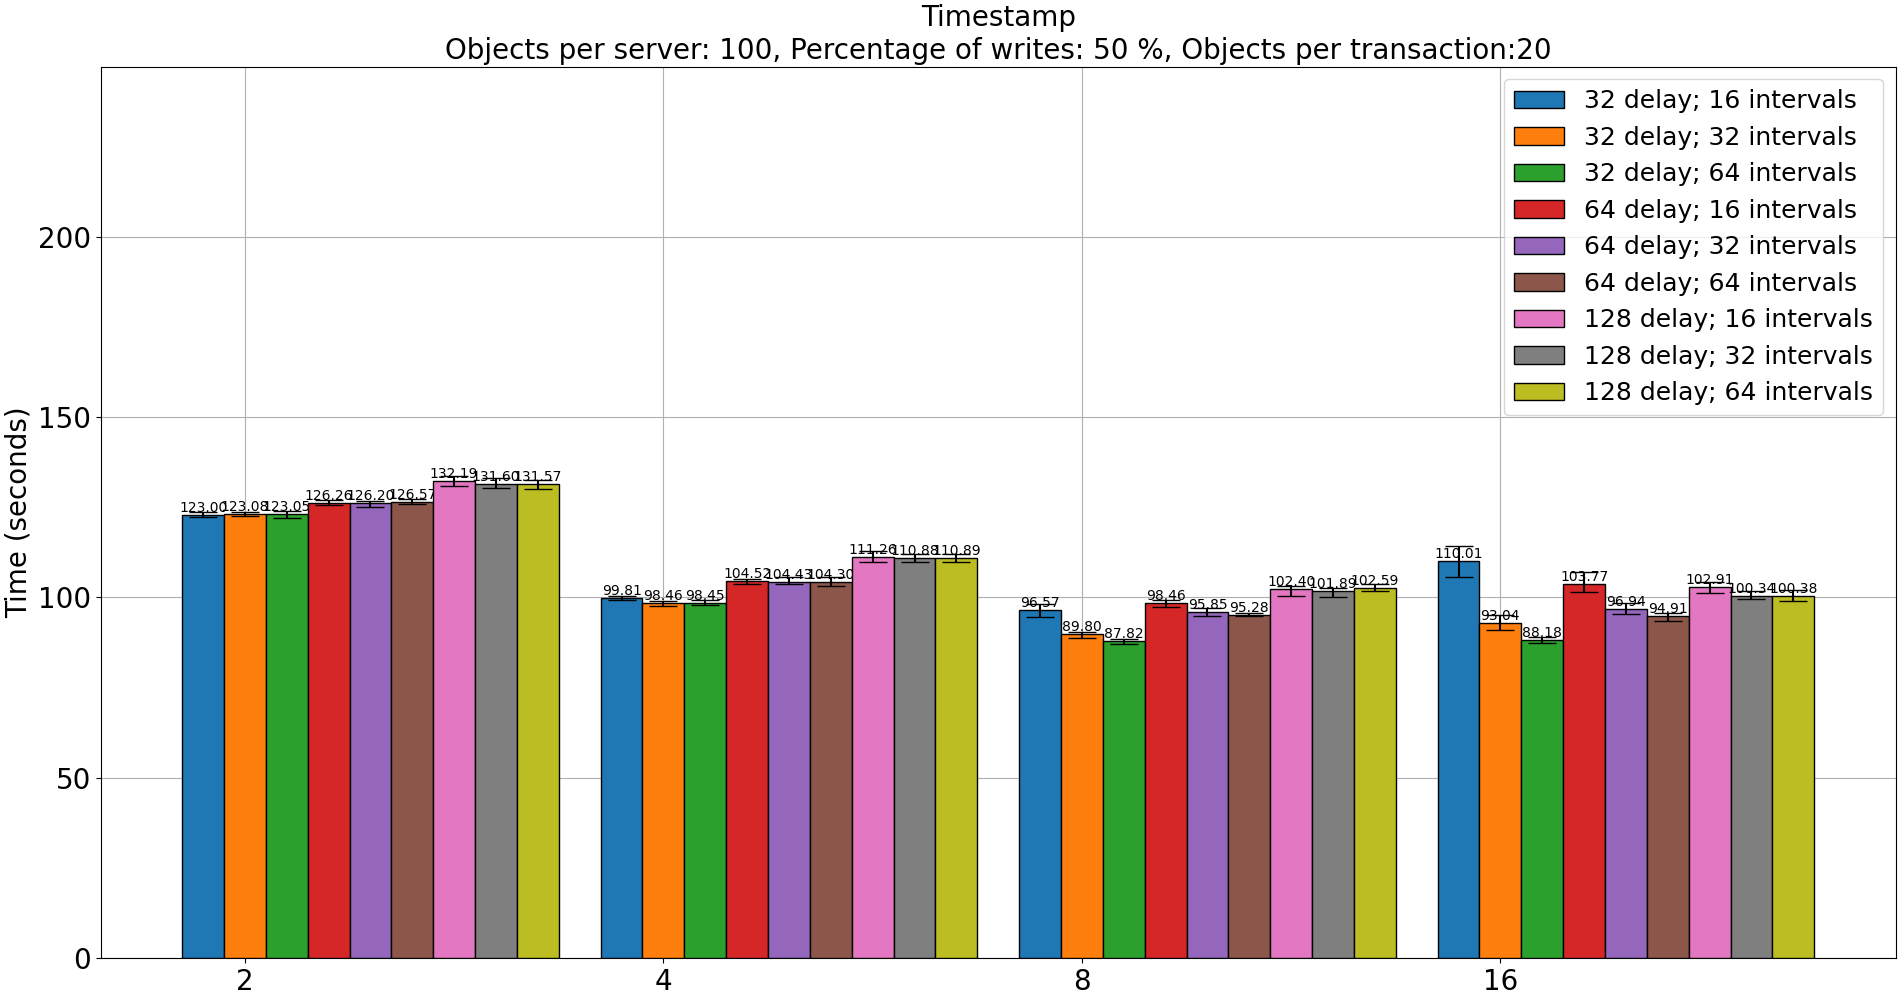 Timestamp
Objects per server: 100, Percentage of writes: 50 %, Objects per transaction:20
32 delay; 16 intervals
32 delay; 32 intervals
32 delay; 64 intervals
64 delay; 16 intervals
64 delay; 32 intervals
64 delay; 64 intervals
128 delay; 16 intervals
128 delay; 32 intervals
128 delay; 64 intervals
Time (seconds)
200
150
100
50
0
123.00 123.08 123.05 126.26 126.20 126.57 132.19 131.60 131.57
99.81 98.46 98.45 104.52 104.43 104.30 111.26 110.88 110.89
96.57 89.80 87.82 98.46 95.85 95.28 102.40 101.89 102.59
110.01 93.04 88.18 103.77 96.94 94.91 102.91 100.34 100.38
2 4 8 16